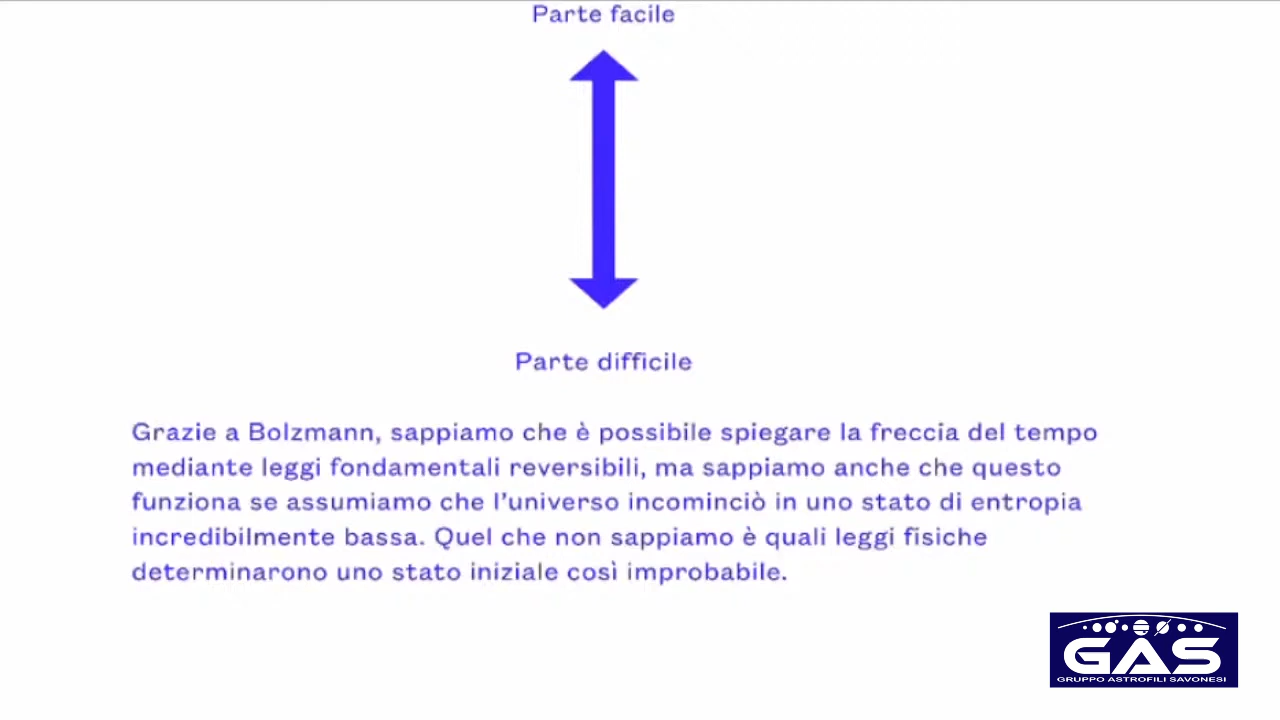 Parte facile
Parte difficile
Grazie a Bolzmann, sappiamo che è possibile spiegare la freccia del tempo
mediante leggi fondamentali reversibili, ma sappiamo anche che questo
funziona se assumiamo che l’universo incominciò in uno stato di entropia
incredibilmente bassa. Quel che non sappiamo è quali leggi fisiche
determinarono uno stato iniziale così improbabile.
GAS
GRUPPO ASTROFILI SAVONESI